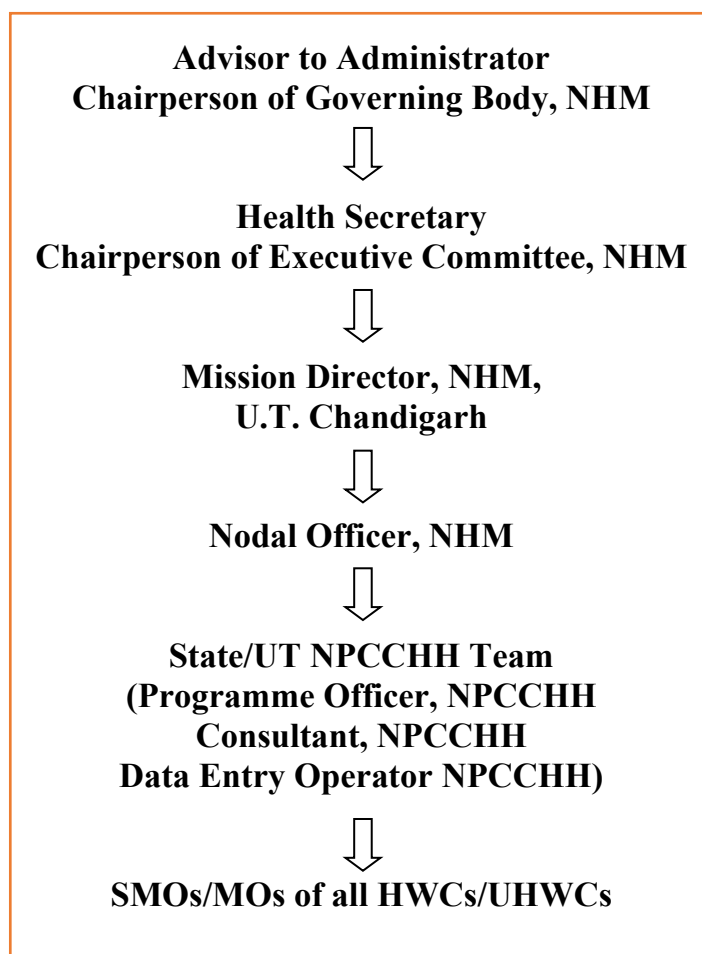 Advisor to Administrator
Chairperson of Governing Body, NHM
Health Secretary
Chairperson of Executive Committee, NHM
Mission Director, NHM,
U.T. Chandigarh
Nodal Officer, NHM
State/UT NPCCHH Team
(Programme Officer, NPCCHH
Consultant, NPCCHH
Data Entry Operator NPCCHH)
SMOs/MOs of all HWCs/UHWCs